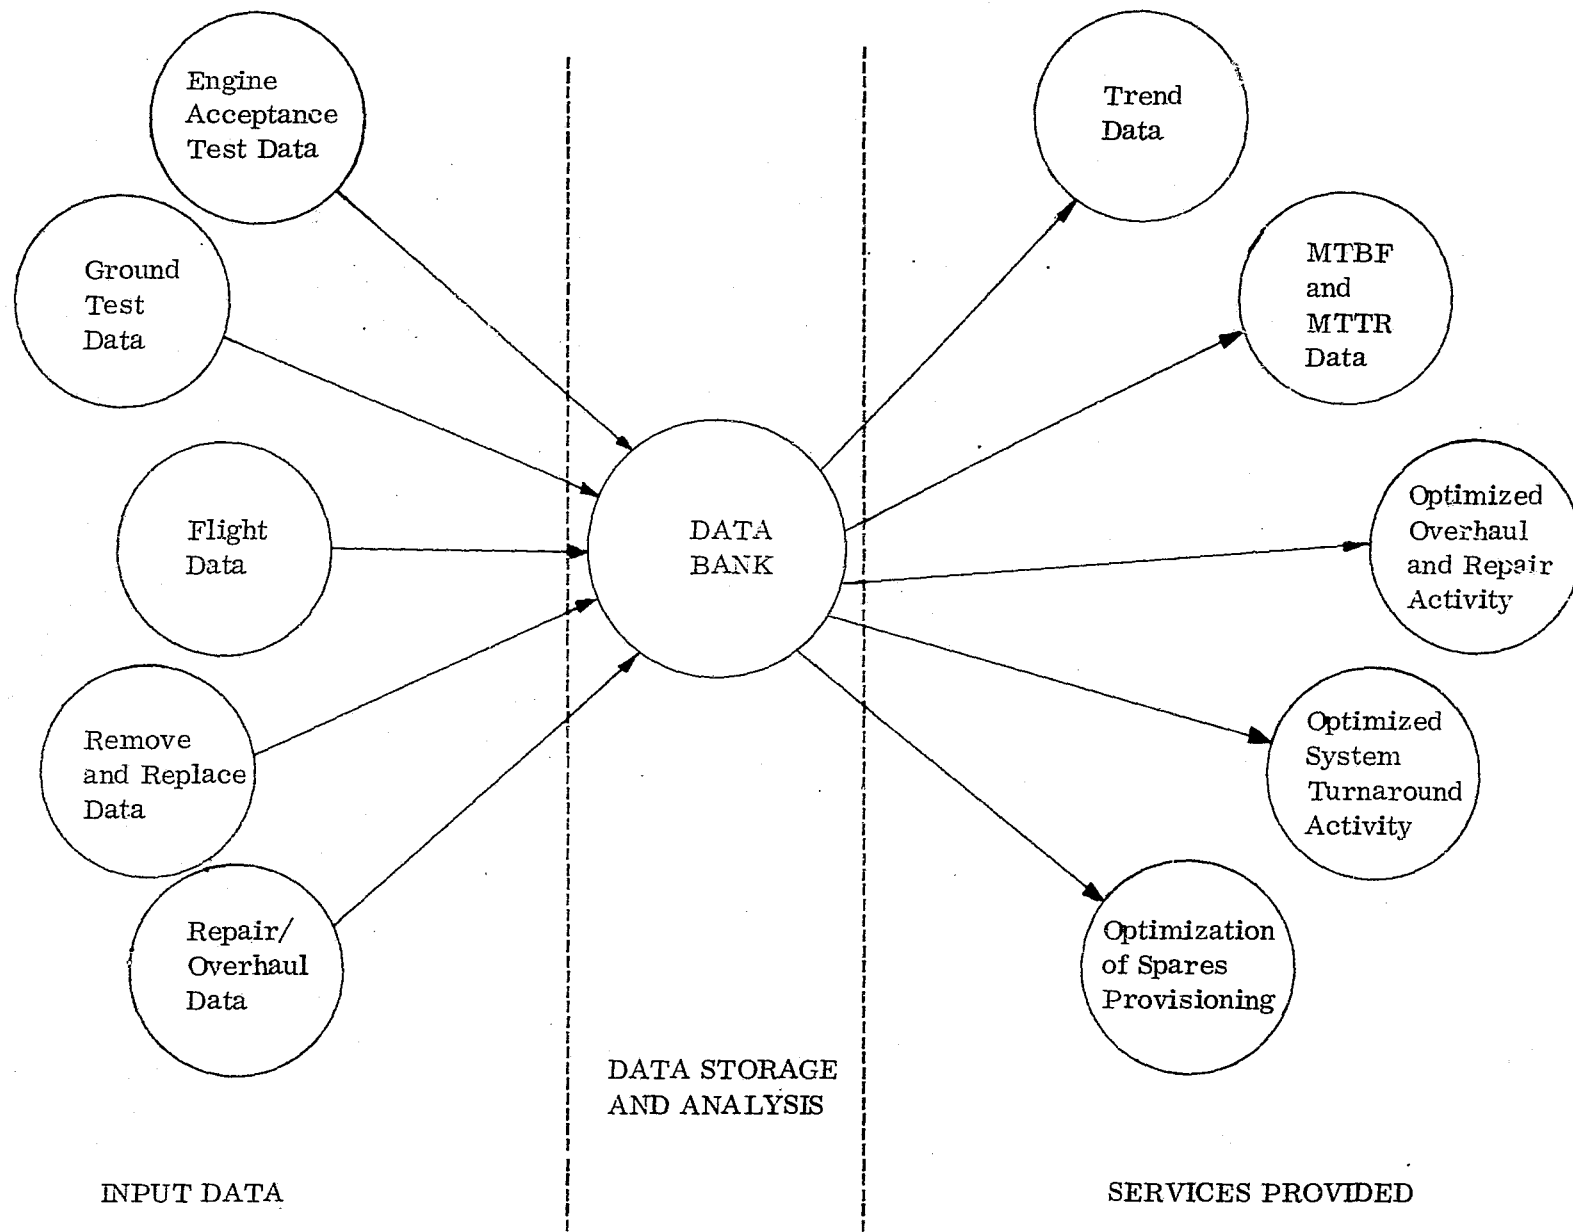 Engine
Acceptance
Test Data
Ground
Test
Data
Flight
Data
Remove
and Replace
Data
Repair/
Overhaul
Data
INPUT DATA
DATA
BANK
DATA STORAGE
AND ANALYSIS
Trend
Data
MTBF
and
MTTR
Data
Optimized
Overhaul
and Repair
Activity
Optimized
System
Turnaround
Activity
Optimization
of Spares
Provisioning
SERVICES PROVIDED